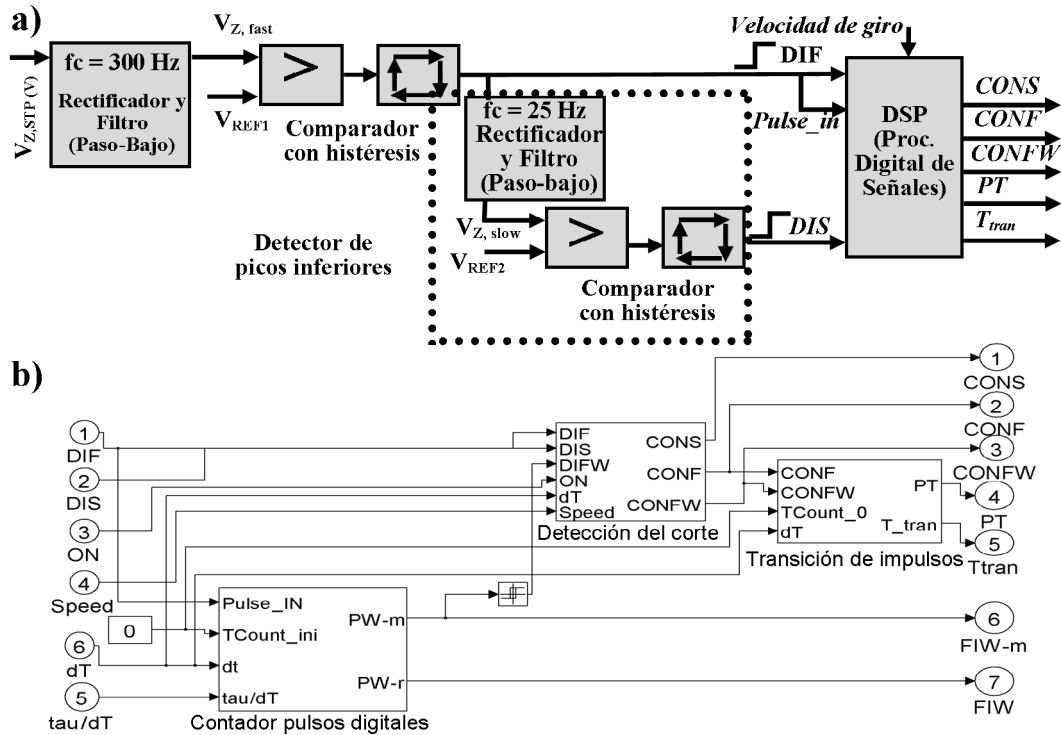 a)
V_Z,STP (V)
fc = 300 Hz
Rectificador y
Filtro
(Paso-Bajo)
V_Z, fast
V_REF1
>
Comparador
con histéresis
fc = 25 Hz
Rectificador
y Filtro
(Paso-bajo)
V_Z, slow
V_REF2
>
Comparador
con histéresis
Detector de
picos inferiores
Velocidad de giro
DIF
Pulse_in
DIS
DSP
(Proc.
Digital de
Señales)
CONS
CONF
CONFW
PT
T_tran
b)
1
DIF
2
DIS
3
ON
4
Speed
0
6
dT
5
tau/dT
Pulse_IN
TCount_ini
dt
tau/dT
PW-m
PW-r
Contador pulsos digitales
DIF
DIS
DIFW
ON
dT
Speed
CONS
CONF
CONFW
Detección del corte
CONF
CONFW
TCount_0
dT
PT
T_tran
Transición de impulsos
1
CONS
2
CONF
3
CONFW
4
PT
5
Ttran
6
FIW-m
7
FIW